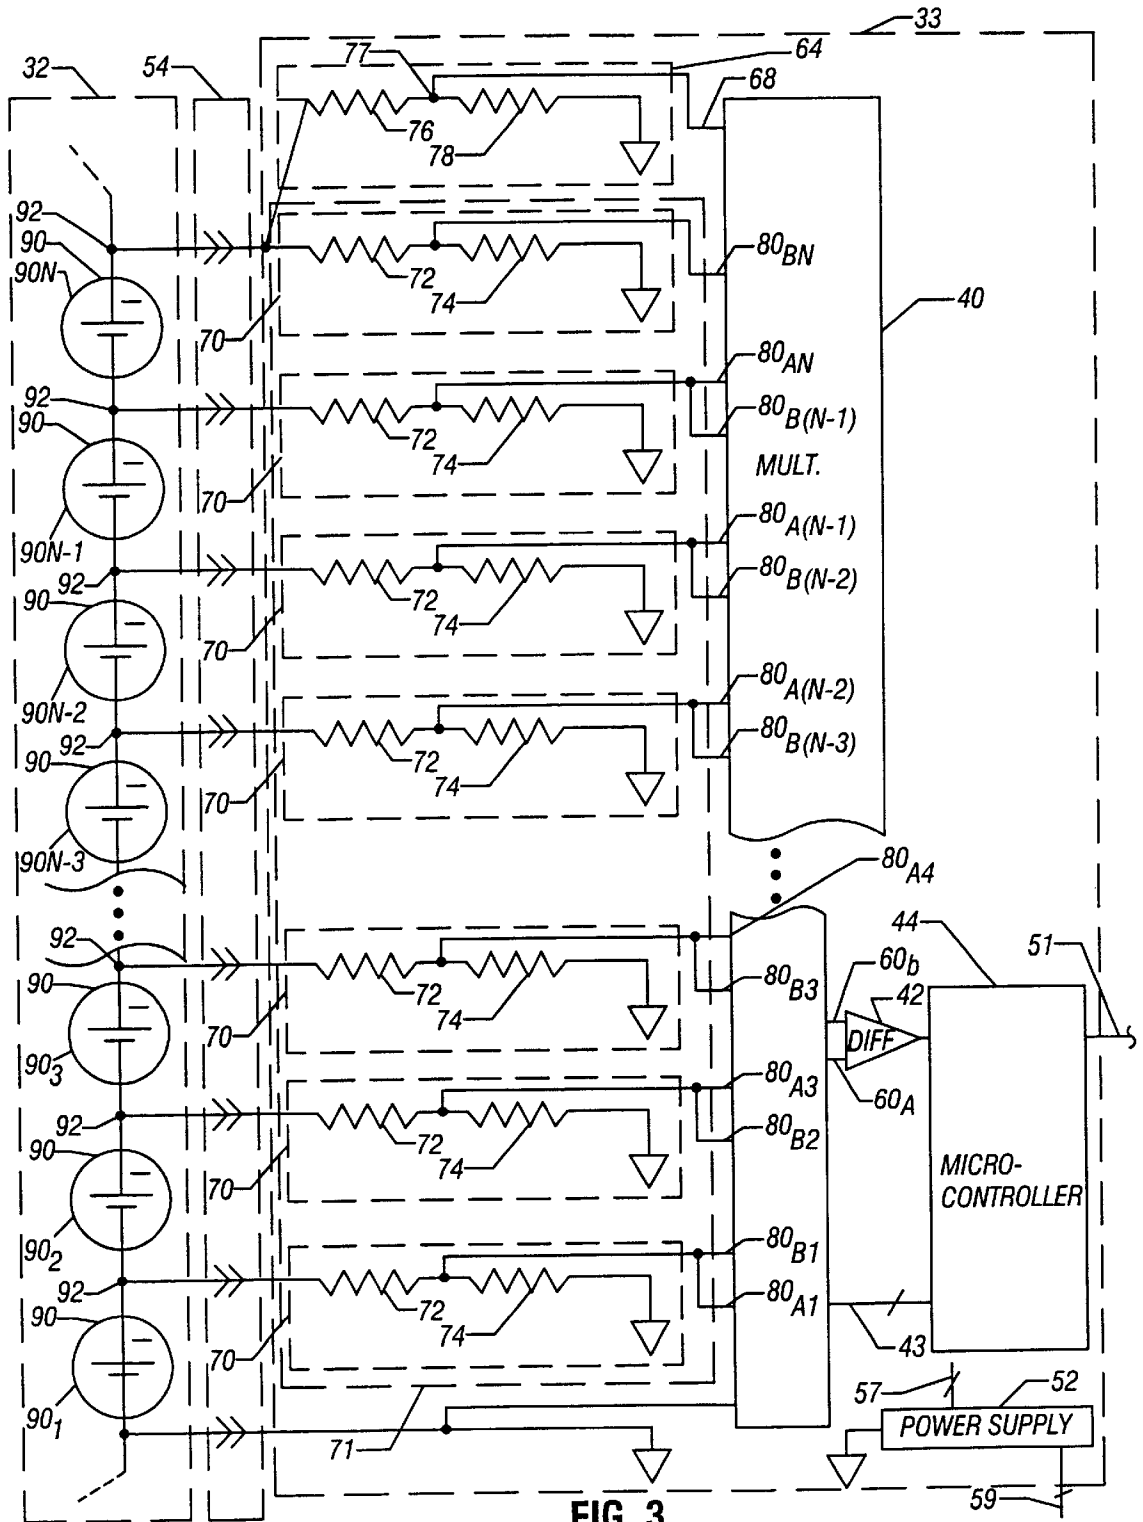 33
32
54
77
64
68
76
78
92
90
90N
72
74
70
80BN
40
92
90
90N-1
72
74
70
80AN
80B(N-1)
MULT.
92
90
90N-2
72
74
70
80A(N-1)
80B(N-2)
92
90
90N-3
72
74
70
80A(N-2)
80B(N-3)
80A4
92
90
903
72
74
70
80B3
60b
42
44
51
DIFF
60A
92
90
902
72
74
70
80A3
80B2
MICRO-
CONTROLLER
92
90
901
72
74
70
80B1
80A1
43
71
57
52
POWER SUPPLY
59
FIG. 3